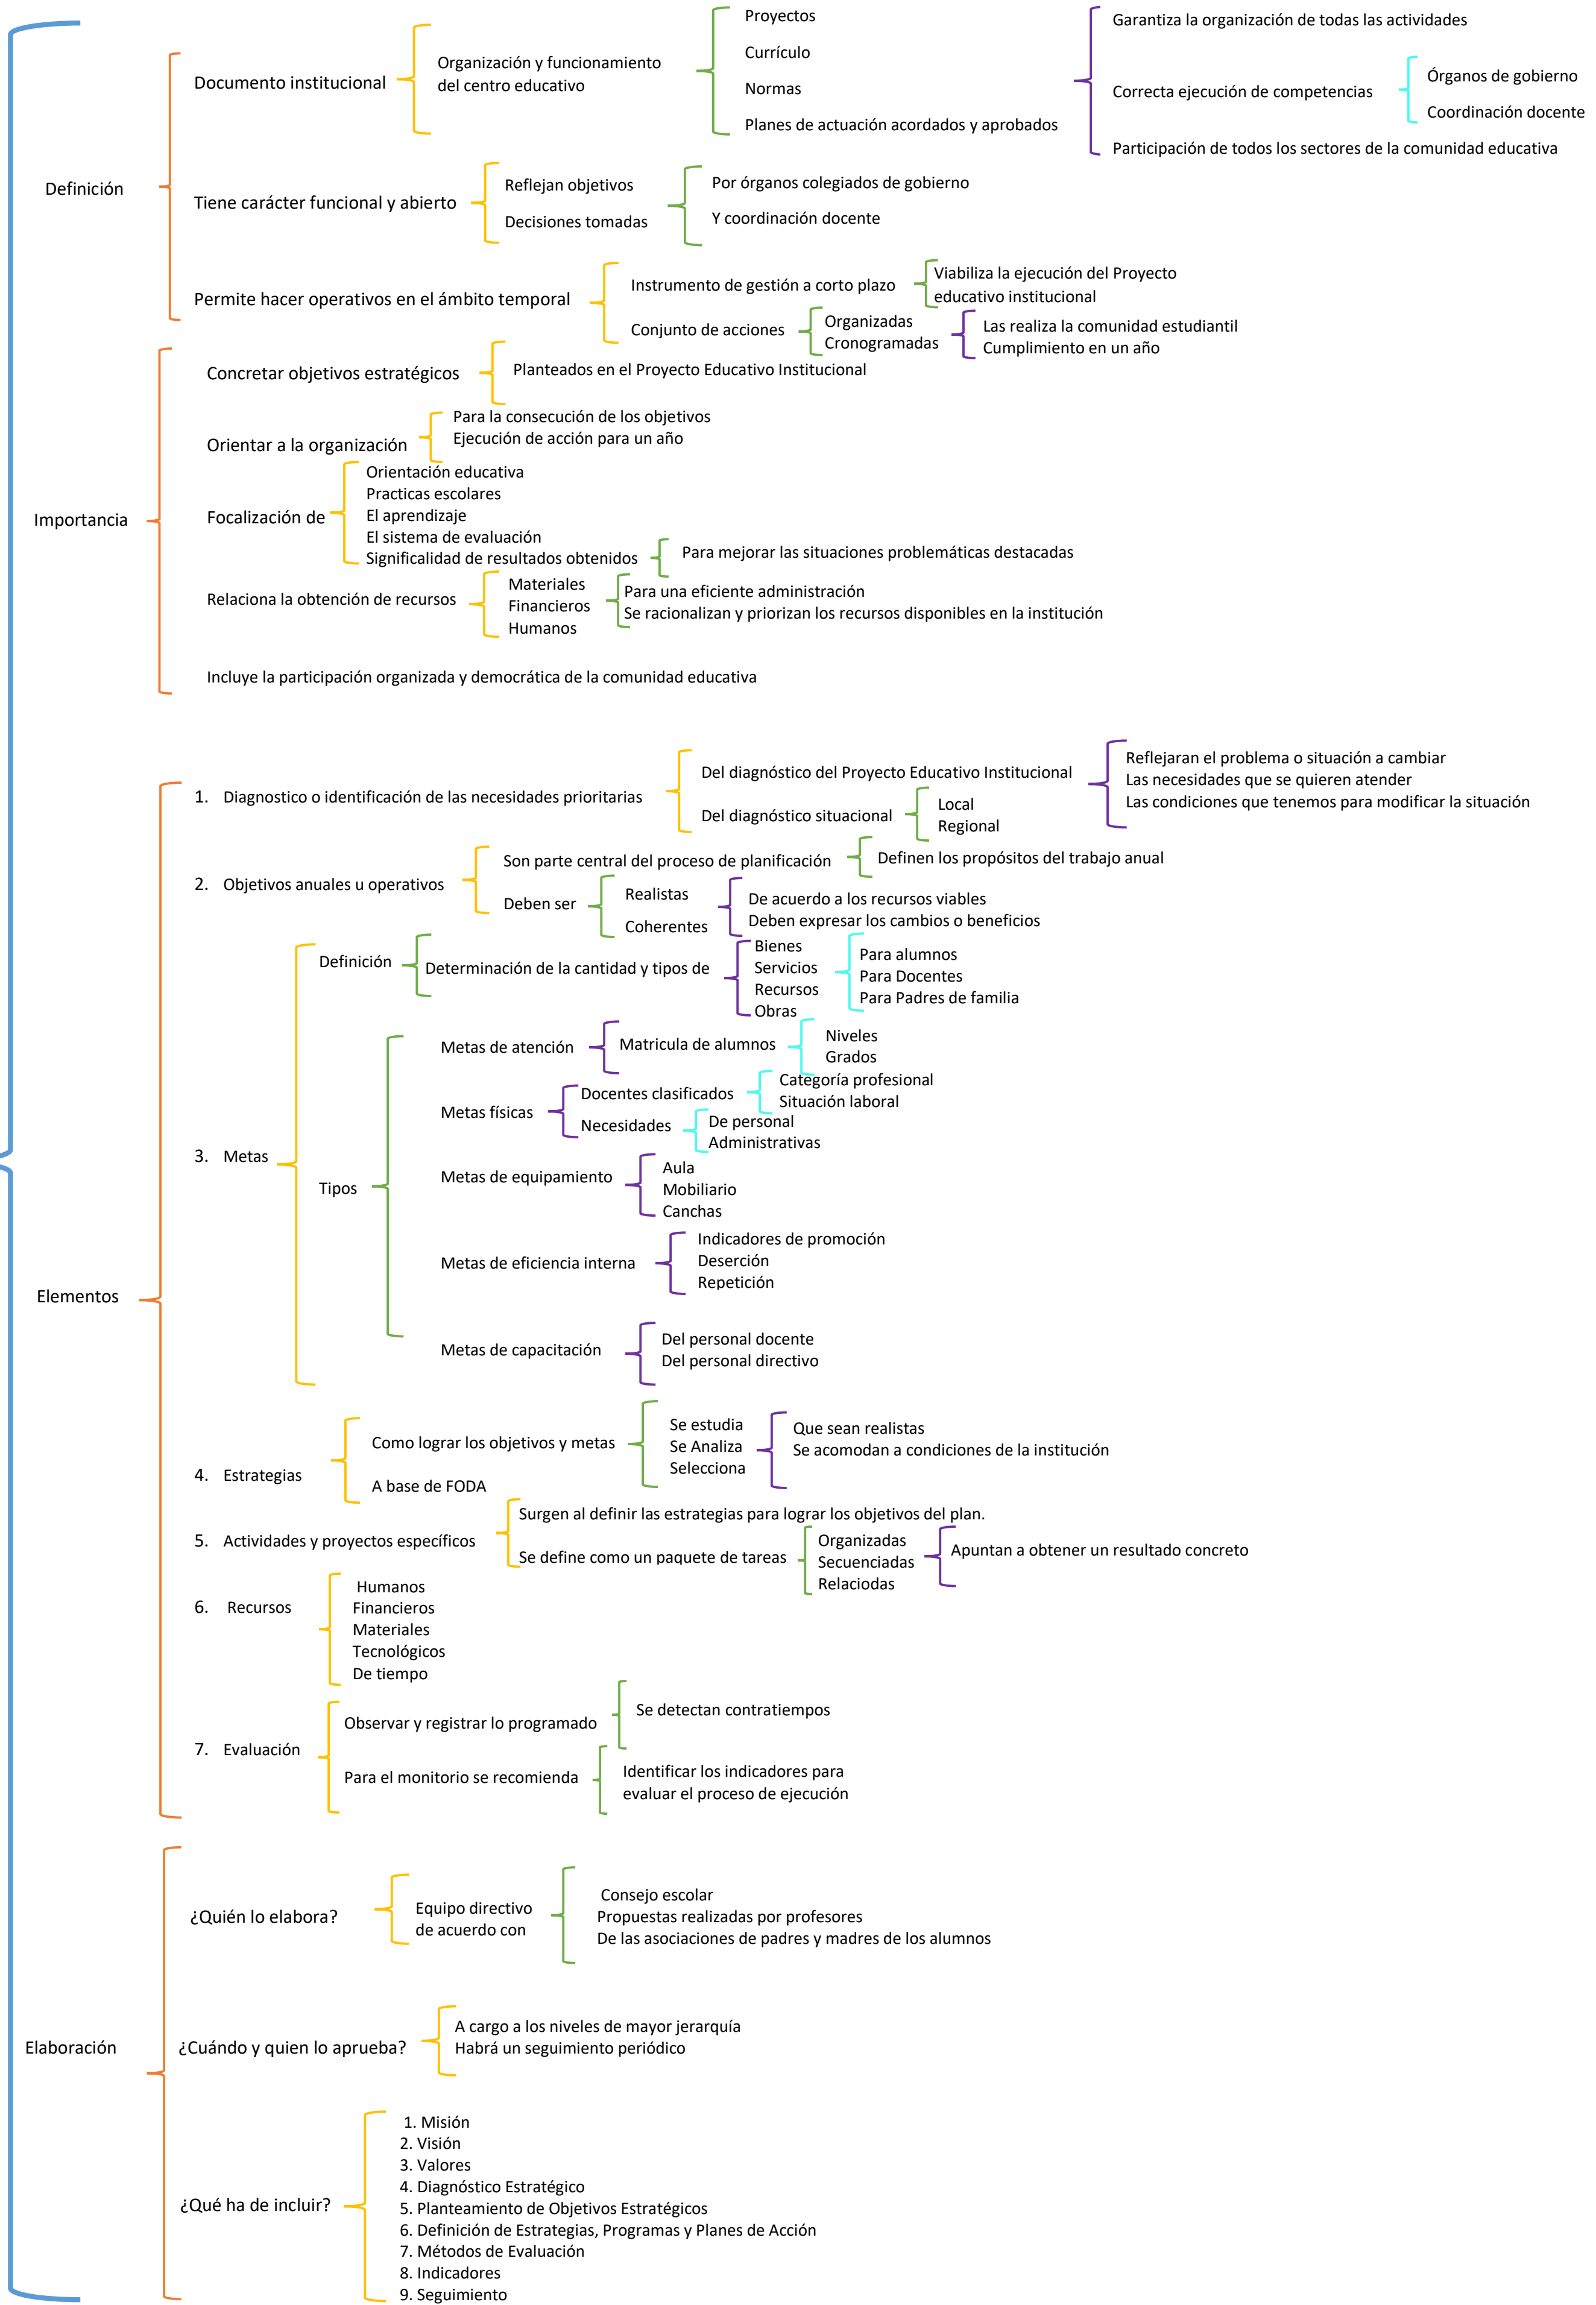 Definición
Documento institucional
Organización y funcionamiento
del centro educativo
Proyectos
Currículo
Normas
Planes de actuación acordados y aprobados
Garantiza la organización de todas las actividades
Correcta ejecución de competencias
Órganos de gobierno
Coordinación docente
Participación de todos los sectores de la comunidad educativa
Tiene carácter funcional y abierto
Reflejan objetivos
Decisiones tomadas
Por órganos colegiados de gobierno
Y coordinación docente
Permite hacer operativos en el ámbito temporal
Instrumento de gestión a corto plazo
Viabiliza la ejecución del Proyecto
educativo institucional
Conjunto de acciones
Organizadas
Cronogramadas
Las realiza la comunidad estudiantil
Cumplimiento en un año
Importancia
Concretar objetivos estratégicos
Planteados en el Proyecto Educativo Institucional
Orientar a la organización
Para la consecución de los objetivos
Ejecución de acción para un año
Focalización de
Orientación educativa
Practicas escolares
El aprendizaje
El sistema de evaluación
Significalidad de resultados obtenidos
Para mejorar las situaciones problemáticas destacadas
Relaciona la obtención de recursos
Materiales
Financieros
Humanos
Para una eficiente administración
Se racionalizan y priorizan los recursos disponibles en la institución
Incluye la participación organizada y democrática de la comunidad educativa
Elementos
1. Diagnostico o identificación de las necesidades prioritarias
Del diagnóstico del Proyecto Educativo Institucional
Del diagnóstico situacional
Local
Regional
Reflejaran el problema o situación a cambiar
Las necesidades que se quieren atender
Las condiciones que tenemos para modificar la situación
2. Objetivos anuales u operativos
Son parte central del proceso de planificación
Definen los propósitos del trabajo anual
Deben ser
Realistas
Coherentes
De acuerdo a los recursos viables
Deben expresar los cambios o beneficios
3. Metas
Definición
Determinación de la cantidad y tipos de
Bienes
Servicios
Recursos
Obras
Para alumnos
Para Docentes
Para Padres de familia
Tipos
Metas de atención
Matricula de alumnos
Niveles
Grados
Metas físicas
Docentes clasificados
Categoría profesional
Situación laboral
Necesidades
De personal
Administrativas
Metas de equipamiento
Aula
Mobiliario
Canchas
Metas de eficiencia interna
Indicadores de promoción
Deserción
Repetición
Metas de capacitación
Del personal docente
Del personal directivo
4. Estrategias
Como lograr los objetivos y metas
Se estudia
Se Analiza
Selecciona
Que sean realistas
Se acomodan a condiciones de la institución
A base de FODA
5. Actividades y proyectos específicos
Surgen al definir las estrategias para lograr los objetivos del plan.
Se define como un paquete de tareas
Organizadas
Secuenciadas
Relaciodas
Apuntan a obtener un resultado concreto
6. Recursos
Humanos
Financieros
Materiales
Tecnológicos
De tiempo
7. Evaluación
Observar y registrar lo programado
Se detectan contratiempos
Para el monitorio se recomienda
Identificar los indicadores para
evaluar el proceso de ejecución
Elaboración
¿Quién lo elabora?
Equipo directivo
de acuerdo con
Consejo escolar
Propuestas realizadas por profesores
De las asociaciones de padres y madres de los alumnos
¿Cuándo y quien lo aprueba?
A cargo a los niveles de mayor jerarquía
Habrá un seguimiento periódico
¿Qué ha de incluir?
1. Misión
2. Visión
3. Valores
4. Diagnóstico Estratégico
5. Planteamiento de Objetivos Estratégicos
6. Definición de Estrategias, Programas y Planes de Acción
7. Métodos de Evaluación
8. Indicadores
9. Seguimiento